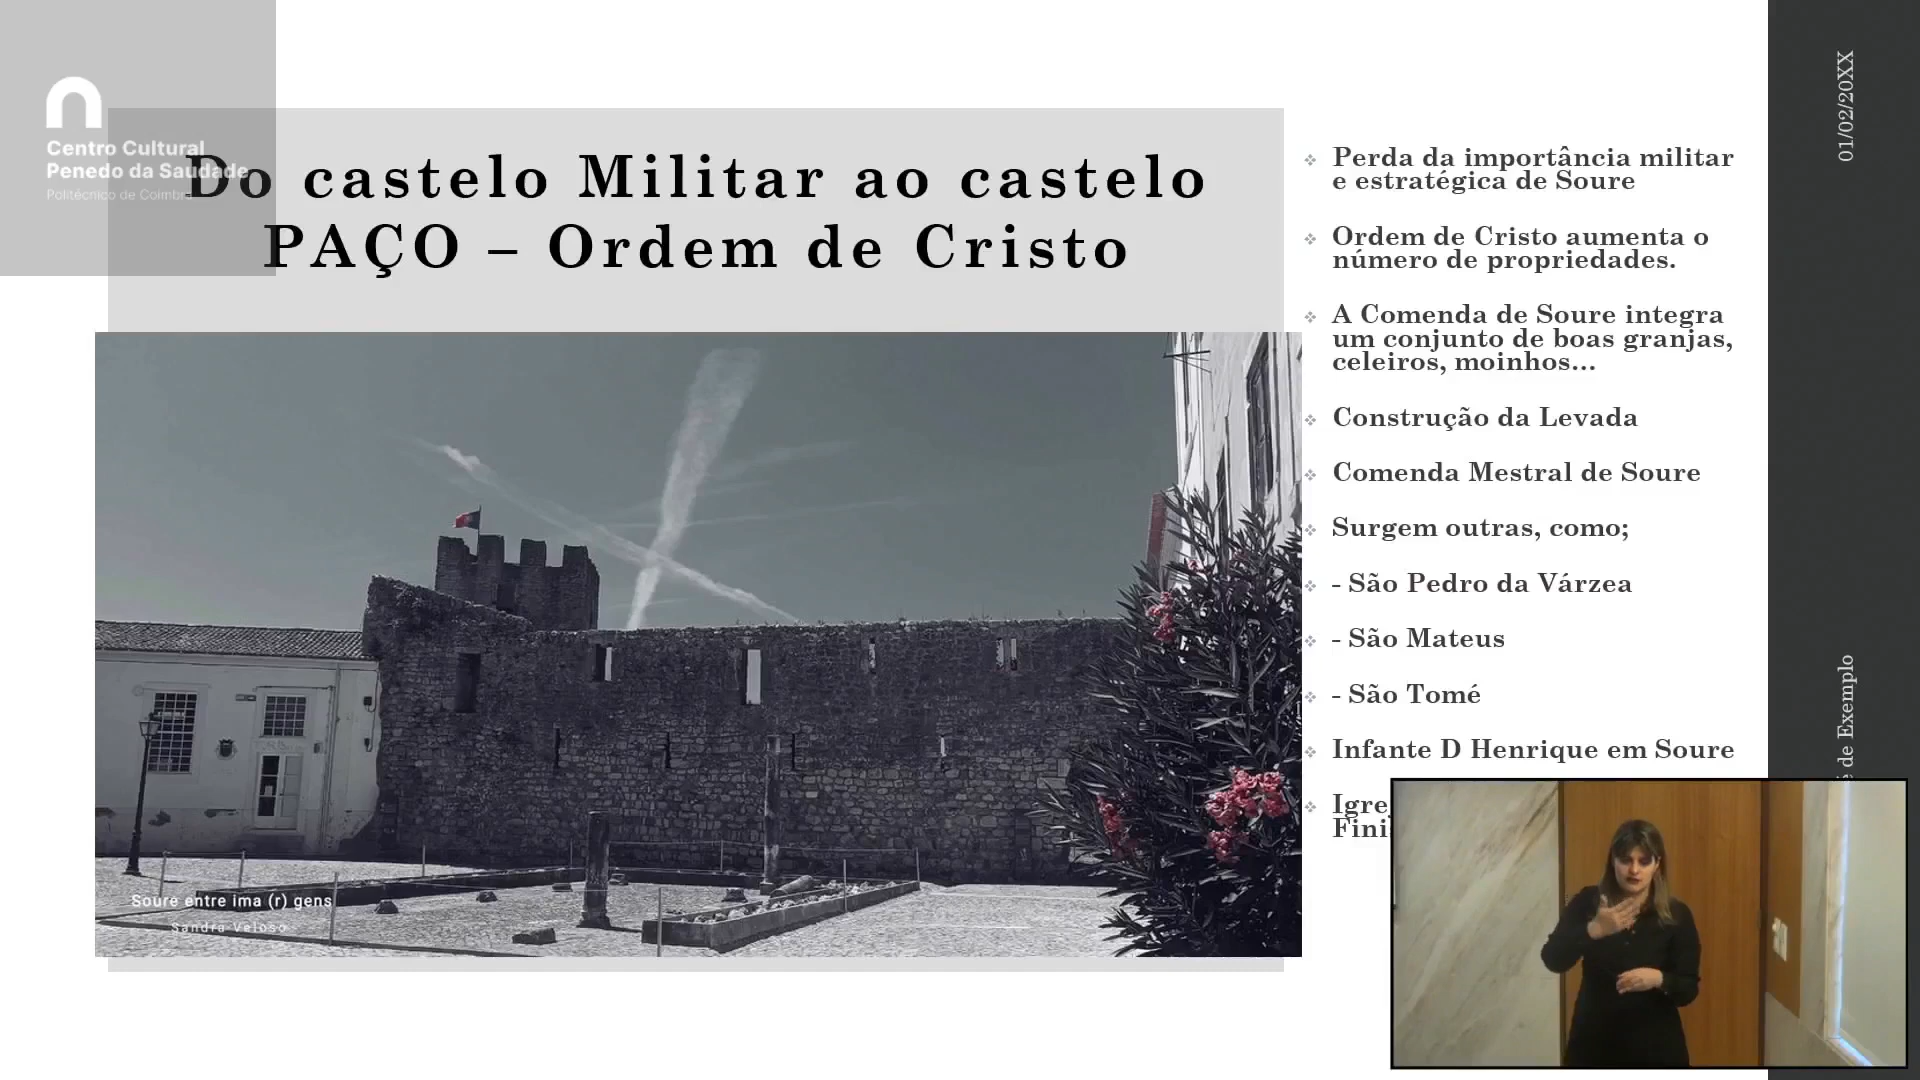 Centro Cultural
Penedo da Saudade
Politécnico de Coimbra
Do castelo Militar ao castelo
PAÇO – Ordem de Cristo
Perda da importância militar
e estratégica de Soure
Ordem de Cristo aumenta o
número de propriedades.
A Comenda de Soure integra
um conjunto de boas granjas,
celeiros, moinhos…
Construção da Levada
Comenda Mestral de Soure
Surgem outras, como;
- São Pedro da Várzea
- São Mateus
- São Tomé
Infante D Henrique em Soure
Soure entre ima (r) gens
Sandra Veloso
01/02/20XX
de Exemplo